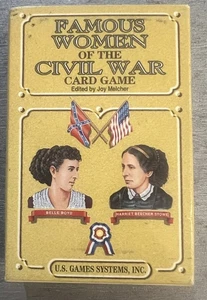 FAMOUS
WOMEN
OF THE
CIVIL WAR
CARD GAME
Edited by Joy Melcher
BELLE BOYD
HARRIET BEECHER STOWE
U.S. GAMES SYSTEMS, INC.